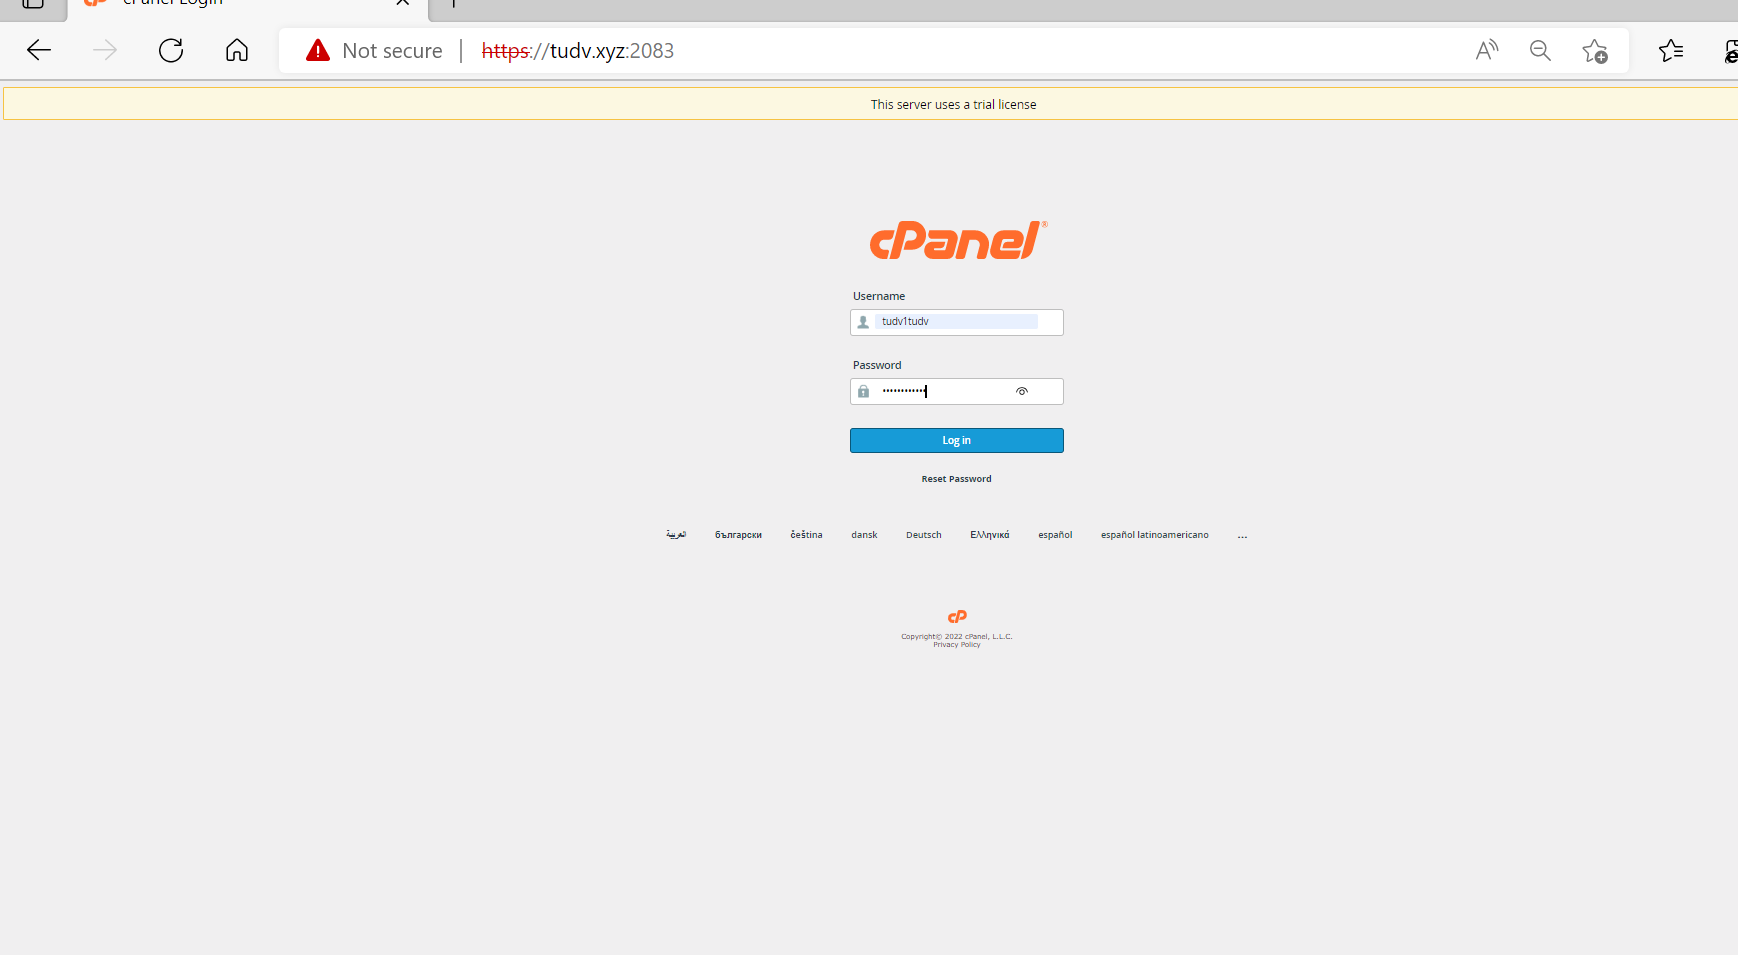 cPanel Login
Not secure
https://tudv.xyz:2083
This server uses a trial license
cPanel®
Username
tudv1tudv
Password
••••••••••••
Log in
Reset Password
العربية български čeština dansk Deutsch Ελληνικά español español latinoamericano ...
cP
Copyright© 2022 cPanel, L.L.C.
Privacy Policy